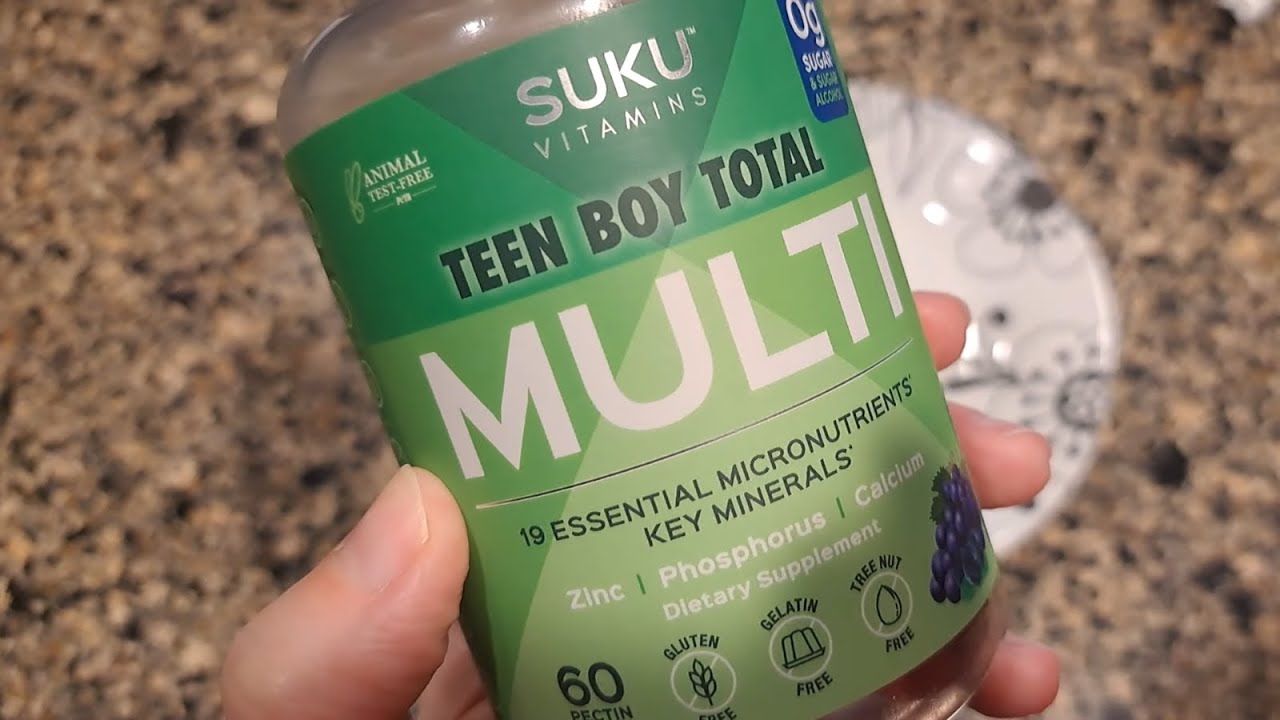 SUKU™
VITAMINS
0g
SUGAR
& SUGAR
ALCOHOL
ANIMAL
TEST-FREE
PETA
TEEN BOY TOTAL
MULTI
19 ESSENTIAL MICRONUTRIENTS*
KEY MINERALS*
Zinc | Phosphorus | Calcium
Dietary Supplement
60
PECTIN
GLUTEN
FREE
GELATIN
FREE
TREE NUT
FREE